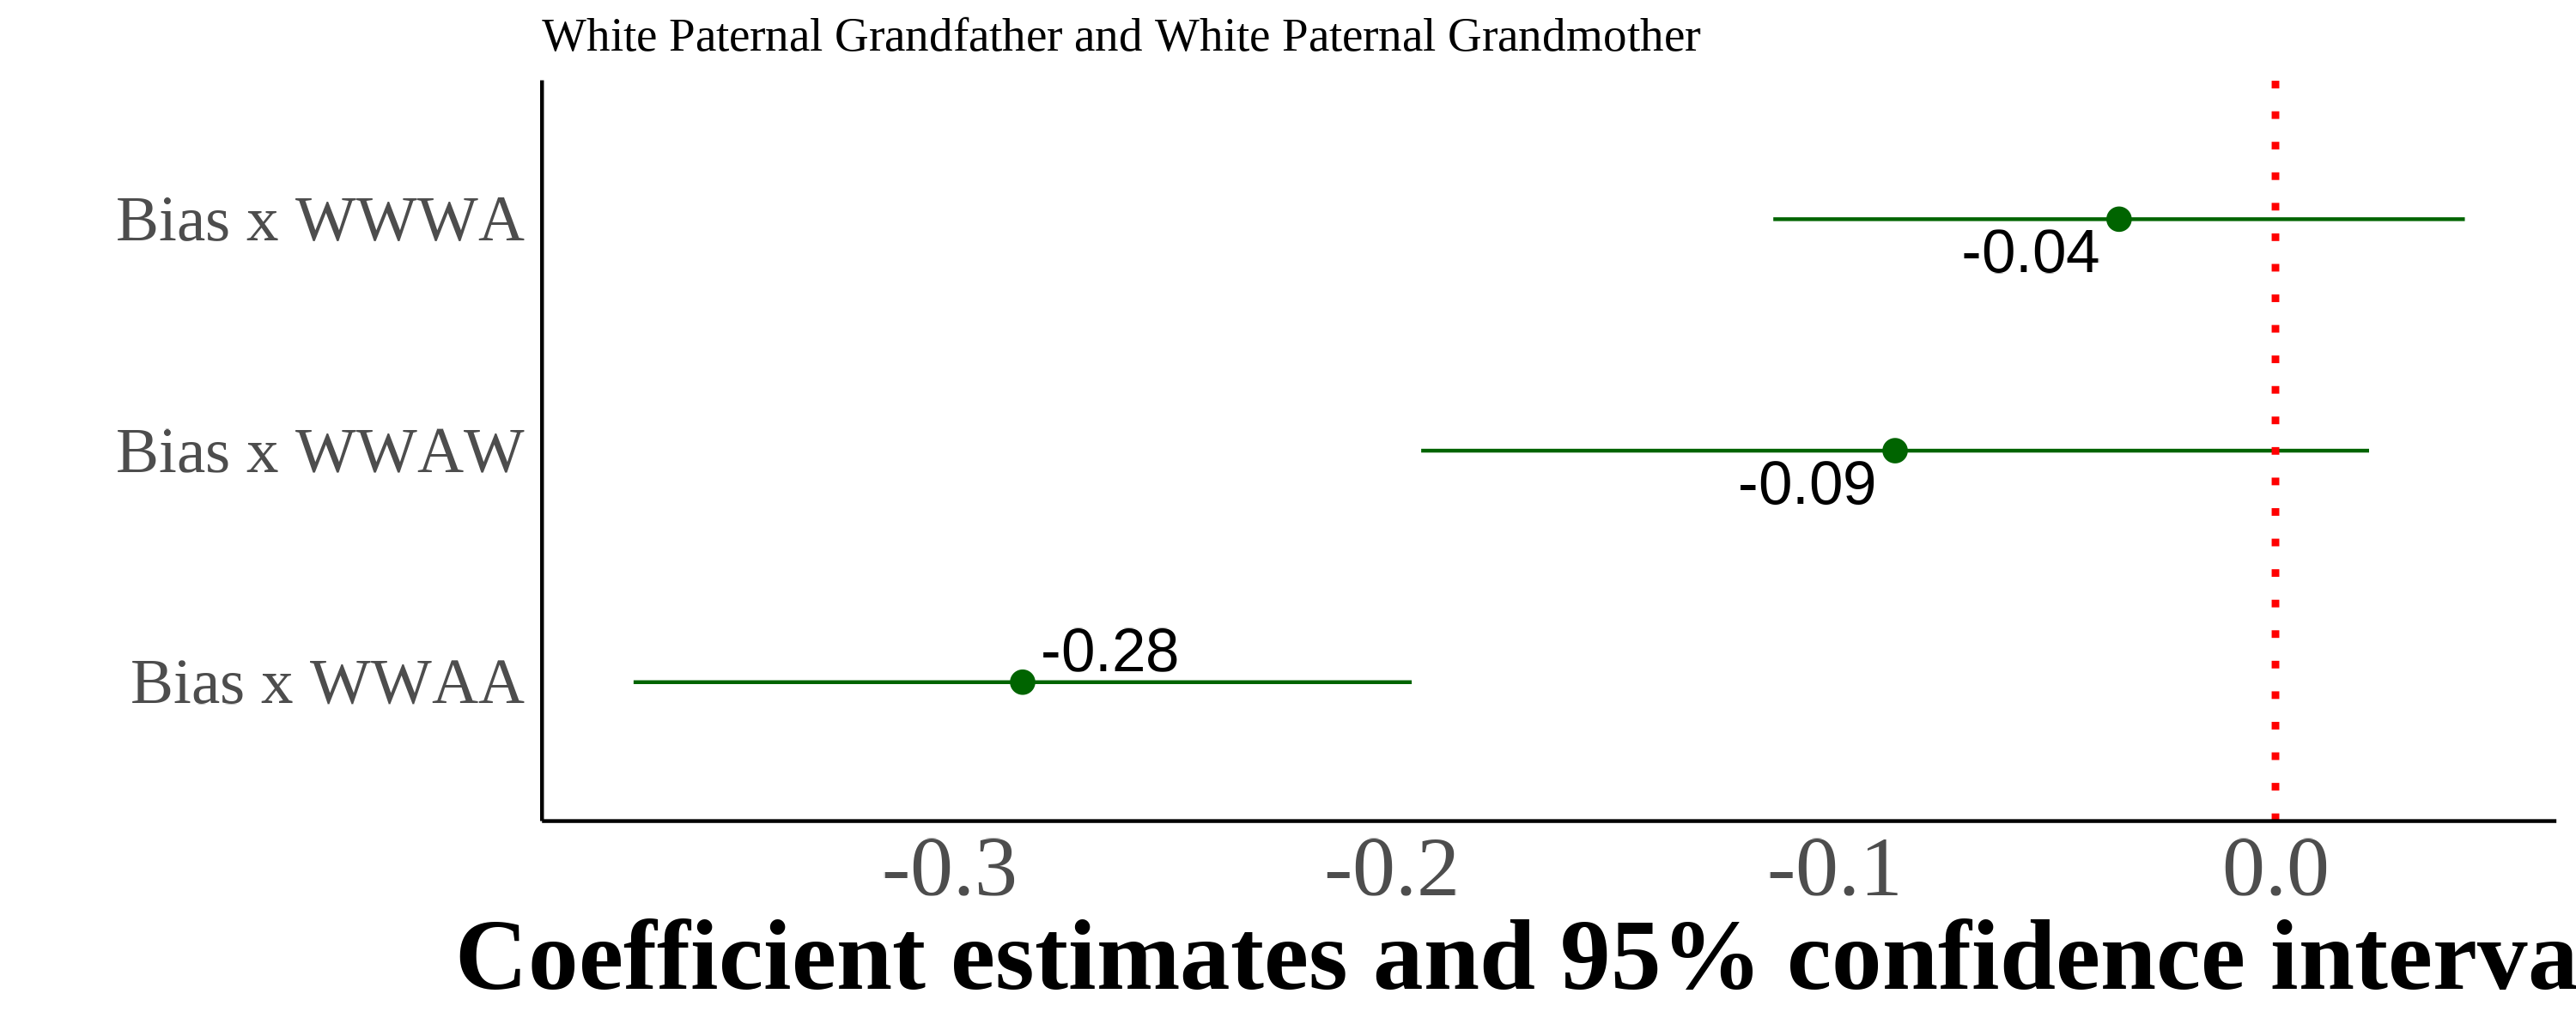 White Paternal Grandfather and White Paternal Grandmother
Bias x WWWA
-0.04
Bias x WWAW
-0.09
Bias x WWAA
-0.28
-0.3 -0.2 -0.1 0.0
Coefficient estimates and 95% confidence interva